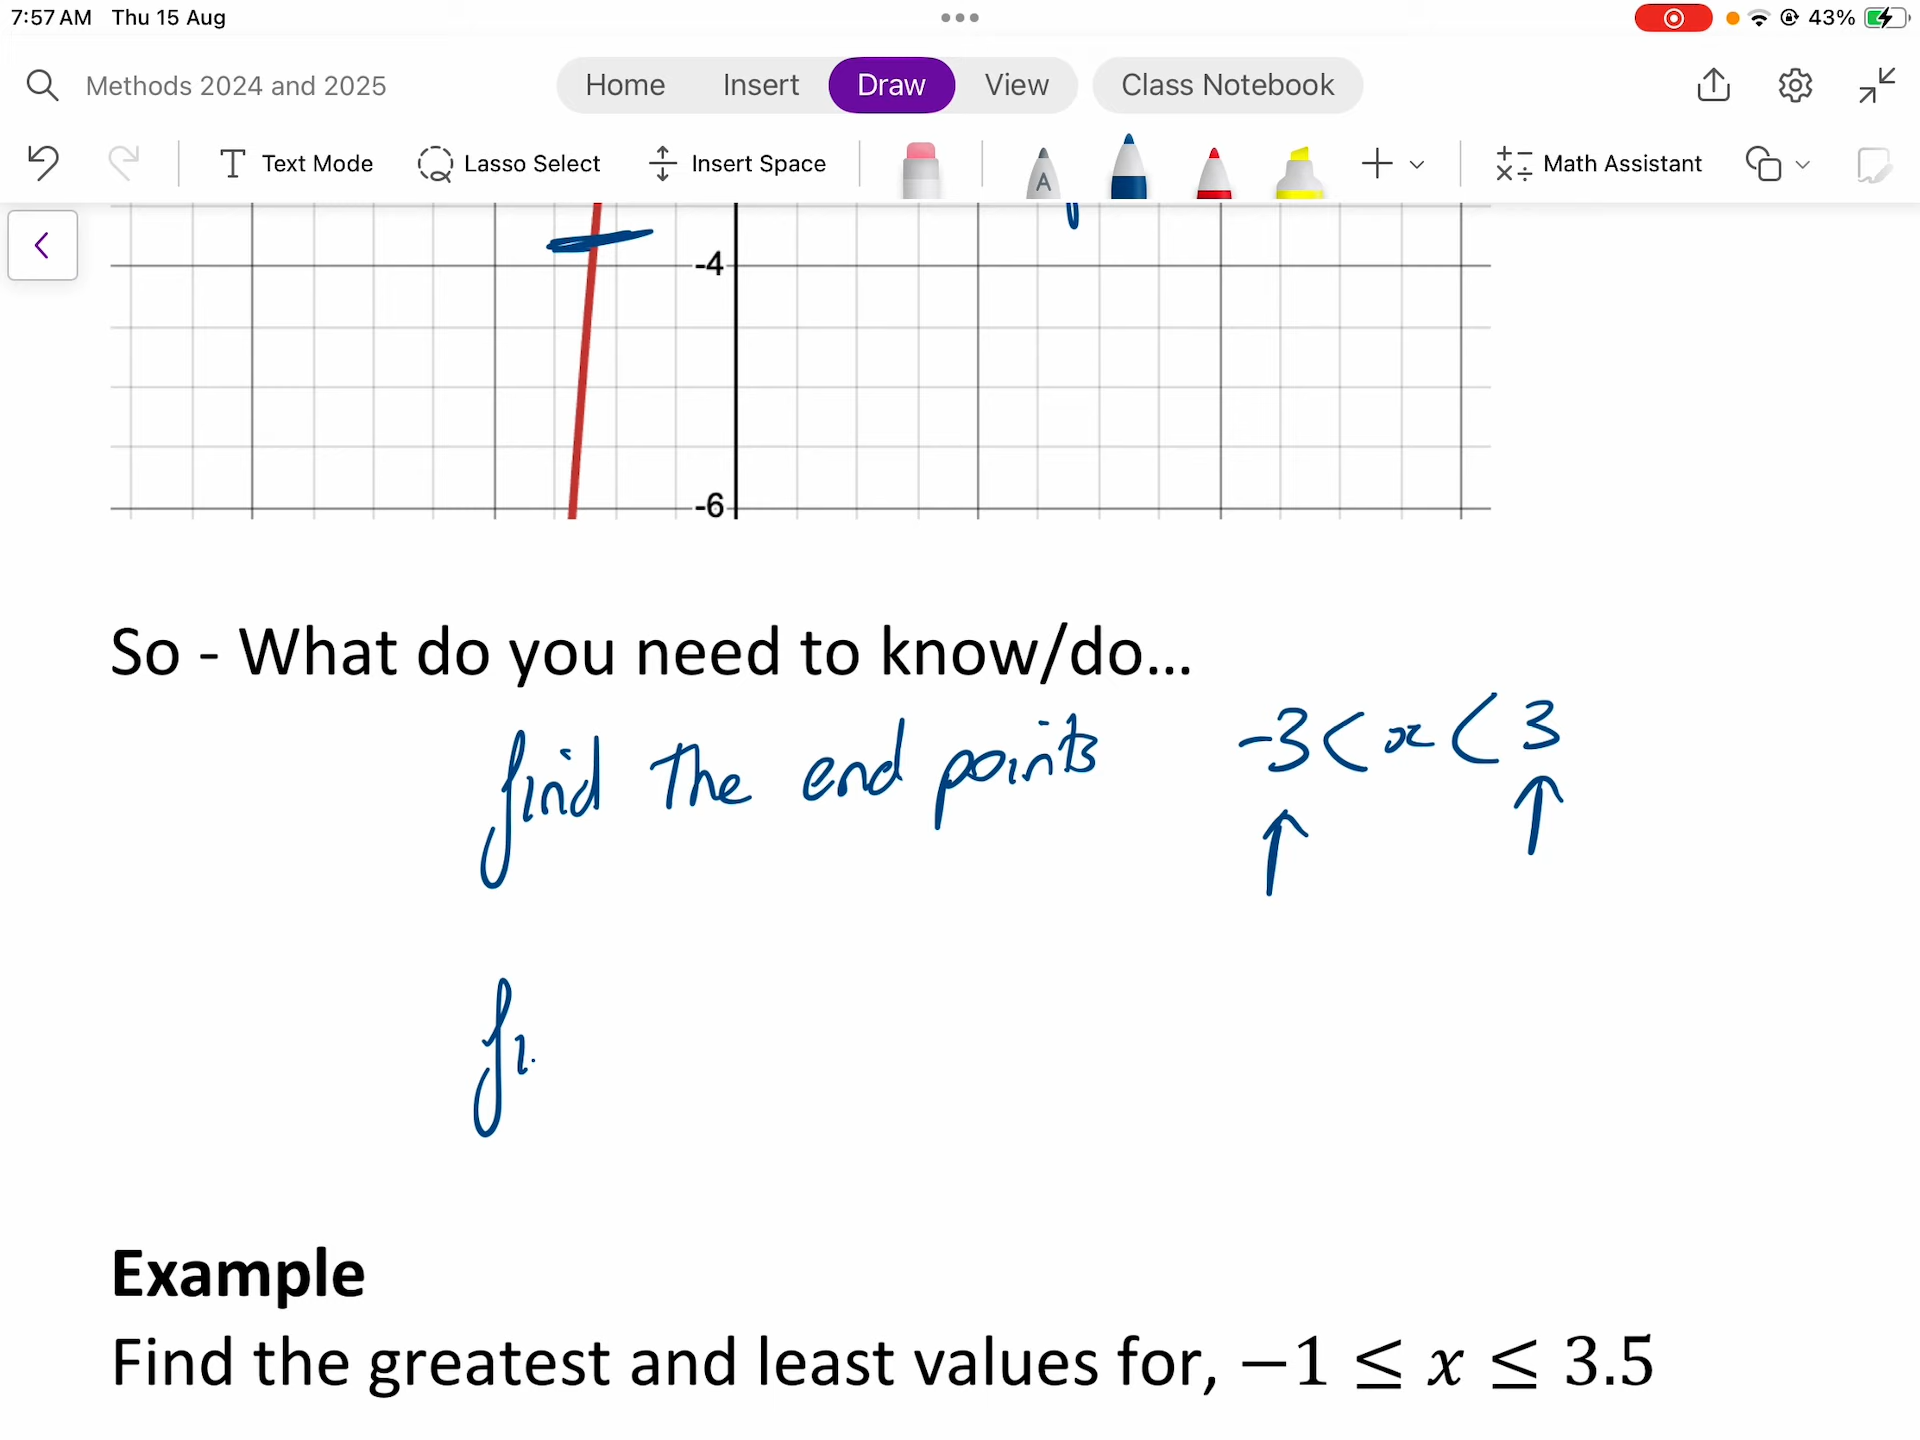 7:57 AM Thu 15 Aug 43%
Methods 2024 and 2025 Home Insert Draw View Class Notebook
Text Mode Lasso Select Insert Space A Math Assistant
-4
-6
So - What do you need to know/do...
find the end points -3 < x < 3
fi
Example
Find the greatest and least values for, −1 ≤ x ≤ 3.5